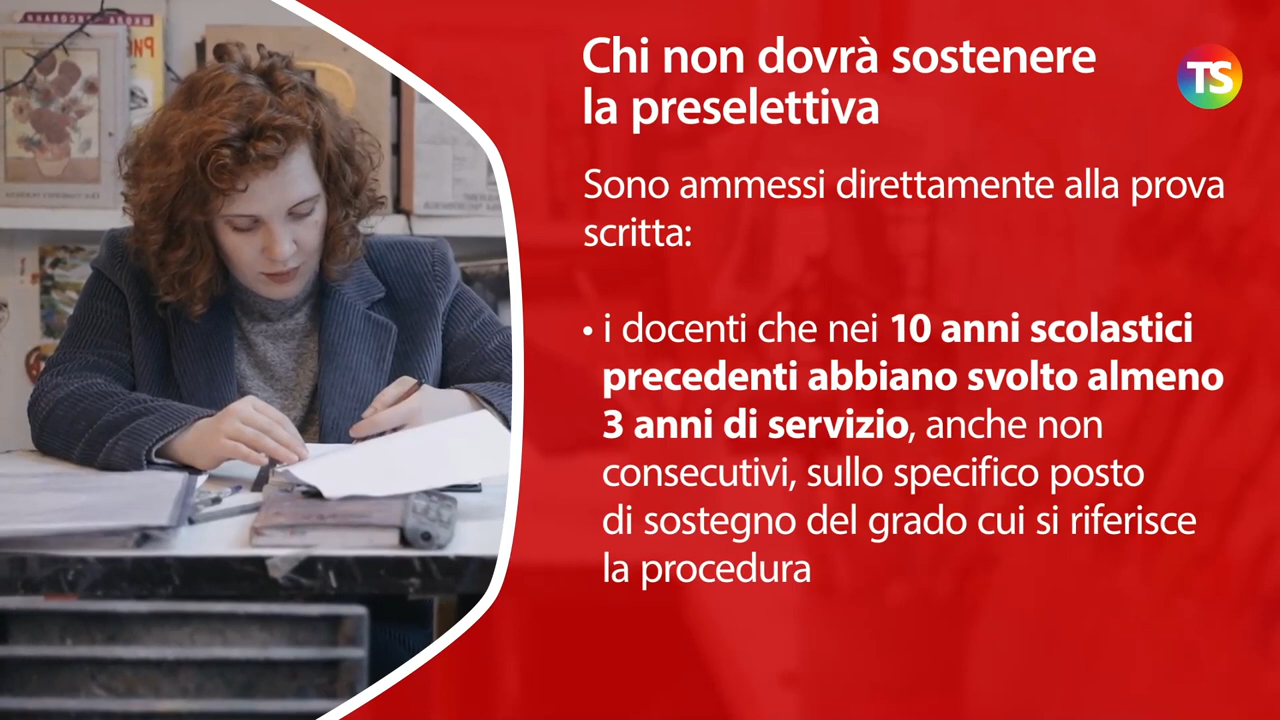 Chi non dovrà sostenere
la preselettiva
TS
Sono ammessi direttamente alla prova
scritta:
• i docenti che nei 10 anni scolastici
precedenti abbiano svolto almeno
3 anni di servizio, anche non
consecutivi, sullo specifico posto
di sostegno del grado cui si riferisce
la procedura